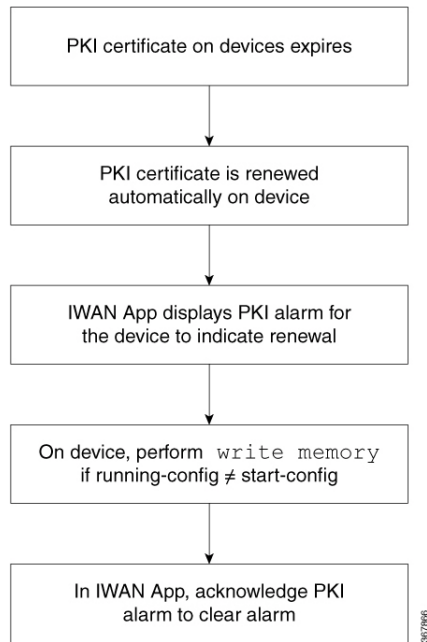 PKI certificate on devices expires
PKI certificate is renewed
automatically on device
IWAN App displays PKI alarm for
the device to indicate renewal
On device, perform write memory
if running-config ≠ start-config
In IWAN App, acknowledge PKI
alarm to clear alarm
367866